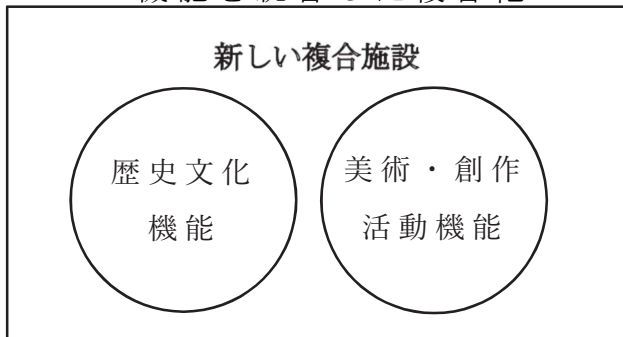 新しい複合施設
歴史文化
機能
美術・創作
活動機能